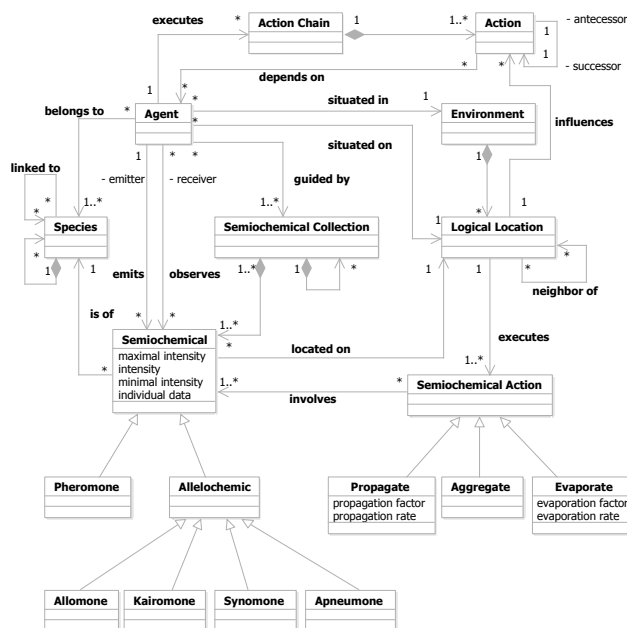 executes
*
Action Chain
1
1..*
Action
- antecessor
1
1
- successor
*
*
depends on
1
*
*
belongs to
*
Agent
*
situated in
1
Environment
influences
*
situated on
1
linked to
1
- emitter
*
- receiver
*
guided by
*
*
1..*
*
*
1
Species
Semiochemical Collection
1
Logical Location
*
1
*
1
emits
observes
1..*
1
*
1
1
*
*
neighbor of
is of
*
*
1..*
executes
Semiochemical
*
located on
maximal intensity
intensity
minimal intensity
individual data
*
1..*
involves
*
1..*
Semiochemical Action
Pheromone
Allelochemic
Propagate
propagation factor
propagation rate
Aggregate
Evaporate
evaporation factor
evaporation rate
Allomone
Kairomone
Synomone
Apneumone